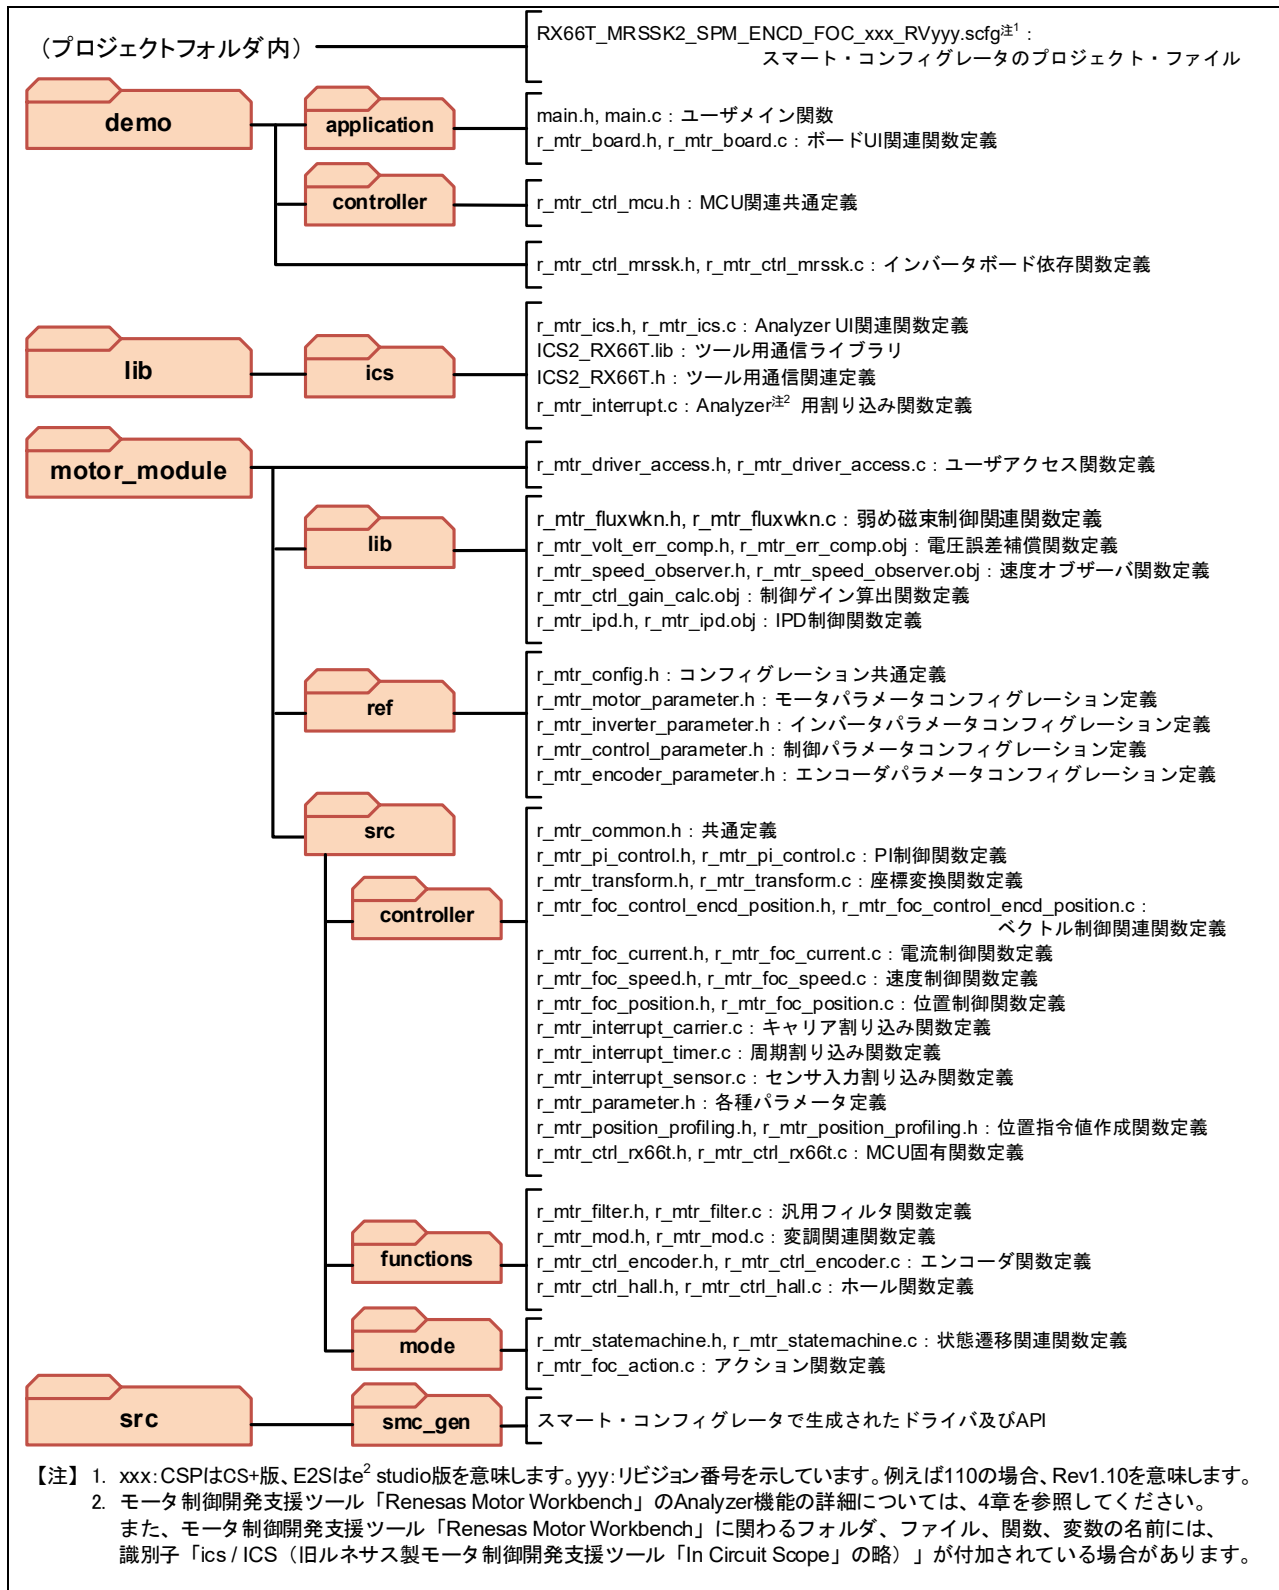 （プロジェクトフォルダ内）
RX66T_MRSSK2_SPM_ENCD_FOC_xxx_RVyyy.scfg注1：
スマート・コンフィグレータのプロジェクト・ファイル
demo
application
main.h, main.c：ユーザメイン関数
r_mtr_board.h, r_mtr_board.c：ボードUI関連関数定義
controller
r_mtr_ctrl_mcu.h：MCU関連共通定義
r_mtr_ctrl_mrssk.h, r_mtr_ctrl_mrssk.c：インバータボード依存関数定義
lib
ics
r_mtr_ics.h, r_mtr_ics.c：Analyzer UI関連関数定義
ICS2_RX66T.lib：ツール用通信ライブラリ
ICS2_RX66T.h：ツール用通信関連定義
r_mtr_interrupt.c：Analyzer注2 用割り込み関数定義
motor_module
r_mtr_driver_access.h, r_mtr_driver_access.c：ユーザアクセス関数定義
lib
r_mtr_fluxwkn.h, r_mtr_fluxwkn.c：弱め磁束制御関連関数定義
r_mtr_volt_err_comp.h, r_mtr_err_comp.obj：電圧誤差補償関数定義
r_mtr_speed_observer.h, r_mtr_speed_observer.obj：速度オブザーバ関数定義
r_mtr_ctrl_gain_calc.obj：制御ゲイン算出関数定義
r_mtr_ipd.h, r_mtr_ipd.obj：IPD制御関数定義
ref
r_mtr_config.h：コンフィグレーション共通定義
r_mtr_motor_parameter.h：モータパラメータコンフィグレーション定義
r_mtr_inverter_parameter.h：インバータパラメータコンフィグレーション定義
r_mtr_control_parameter.h：制御パラメータコンフィグレーション定義
r_mtr_encoder_parameter.h：エンコーダパラメータコンフィグレーション定義
src
controller
r_mtr_common.h：共通定義
r_mtr_pi_control.h, r_mtr_pi_control.c：PI制御関数定義
r_mtr_transform.h, r_mtr_transform.c：座標変換関数定義
r_mtr_foc_control_encd_position.h, r_mtr_foc_control_encd_position.c：
ベクトル制御関連関数定義
r_mtr_foc_current.h, r_mtr_foc_current.c：電流制御関数定義
r_mtr_foc_speed.h, r_mtr_foc_speed.c：速度制御関数定義
r_mtr_foc_position.h, r_mtr_foc_position.c：位置制御関数定義
r_mtr_interrupt_carrier.c：キャリア割り込み関数定義
r_mtr_interrupt_timer.c：周期割り込み関数定義
r_mtr_interrupt_sensor.c：センサ入力割り込み関数定義
r_mtr_parameter.h：各種パラメータ定義
r_mtr_position_profiling.h, r_mtr_position_profiling.h：位置指令値作成関数定義
r_mtr_ctrl_rx66t.h, r_mtr_ctrl_rx66t.c：MCU固有関数定義
functions
r_mtr_filter.h, r_mtr_filter.c：汎用フィルタ関数定義
r_mtr_mod.h, r_mtr_mod.c：変調関連関数定義
r_mtr_ctrl_encoder.h, r_mtr_ctrl_encoder.c：エンコーダ関数定義
r_mtr_ctrl_hall.h, r_mtr_ctrl_hall.c：ホール関数定義
mode
r_mtr_statemachine.h, r_mtr_statemachine.c：状態遷移関連関数定義
r_mtr_foc_action.c：アクション関数定義
src
smc_gen
スマート・コンフィグレータで生成されたドライバ及びAPI
【注】 1. xxx：CSPはCS+版、E2Sはe2 studio版を意味します。yyy：リビジョン番号を示しています。例えば110の場合、Rev1.10を意味します。
2. モータ制御開発支援ツール「Renesas Motor Workbench」のAnalyzer機能の詳細については、4章を参照してください。
また、モータ制御開発支援ツール「Renesas Motor Workbench」に関わるフォルダ、ファイル、関数、変数の名前には、
識別子「ics / ICS（旧ルネサス製モータ制御開発支援ツール「In Circuit Scope」の略）」が付加されている場合があります。